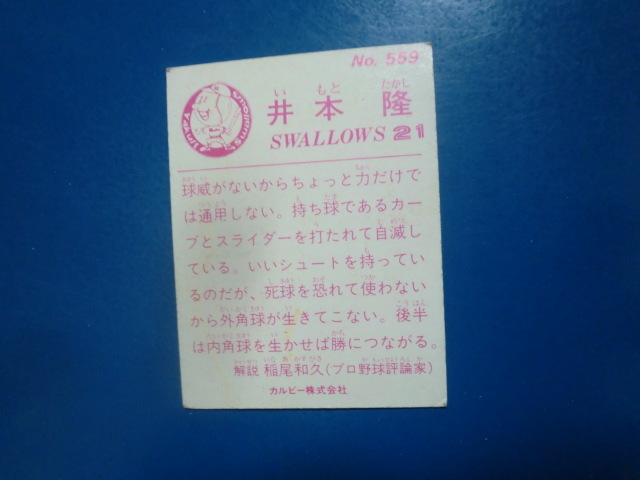 No. 559
いもと たかし
井本 隆
SWALLOWS 21
球威がないからちょっと力だけで
は通用しない。持ち球であるカー
ブとスライダーを打たれて自滅し
ている。いいシュートを持ってい
るのだが、死球を恐れて使わない
から外角球が生きてこない。後半
は内角球を生かせば勝につながる。
解説 稲尾和久(プロ野球評論家)
カルビー株式会社